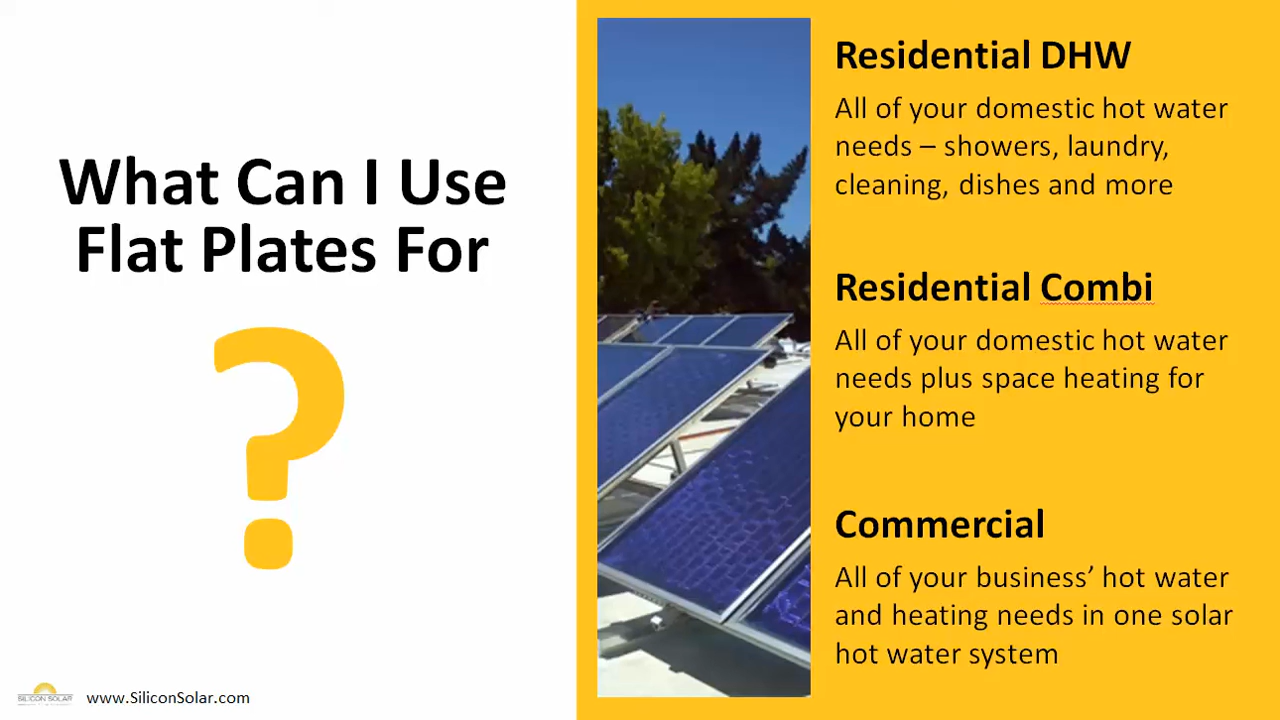 What Can I Use
Flat Plates For
?
Residential DHW
All of your domestic hot water
needs – showers, laundry,
cleaning, dishes and more
Residential Combi
All of your domestic hot water
needs plus space heating for
your home
Commercial
All of your business’ hot water
and heating needs in one solar
hot water system
SILICON SOLAR
www.SiliconSolar.com